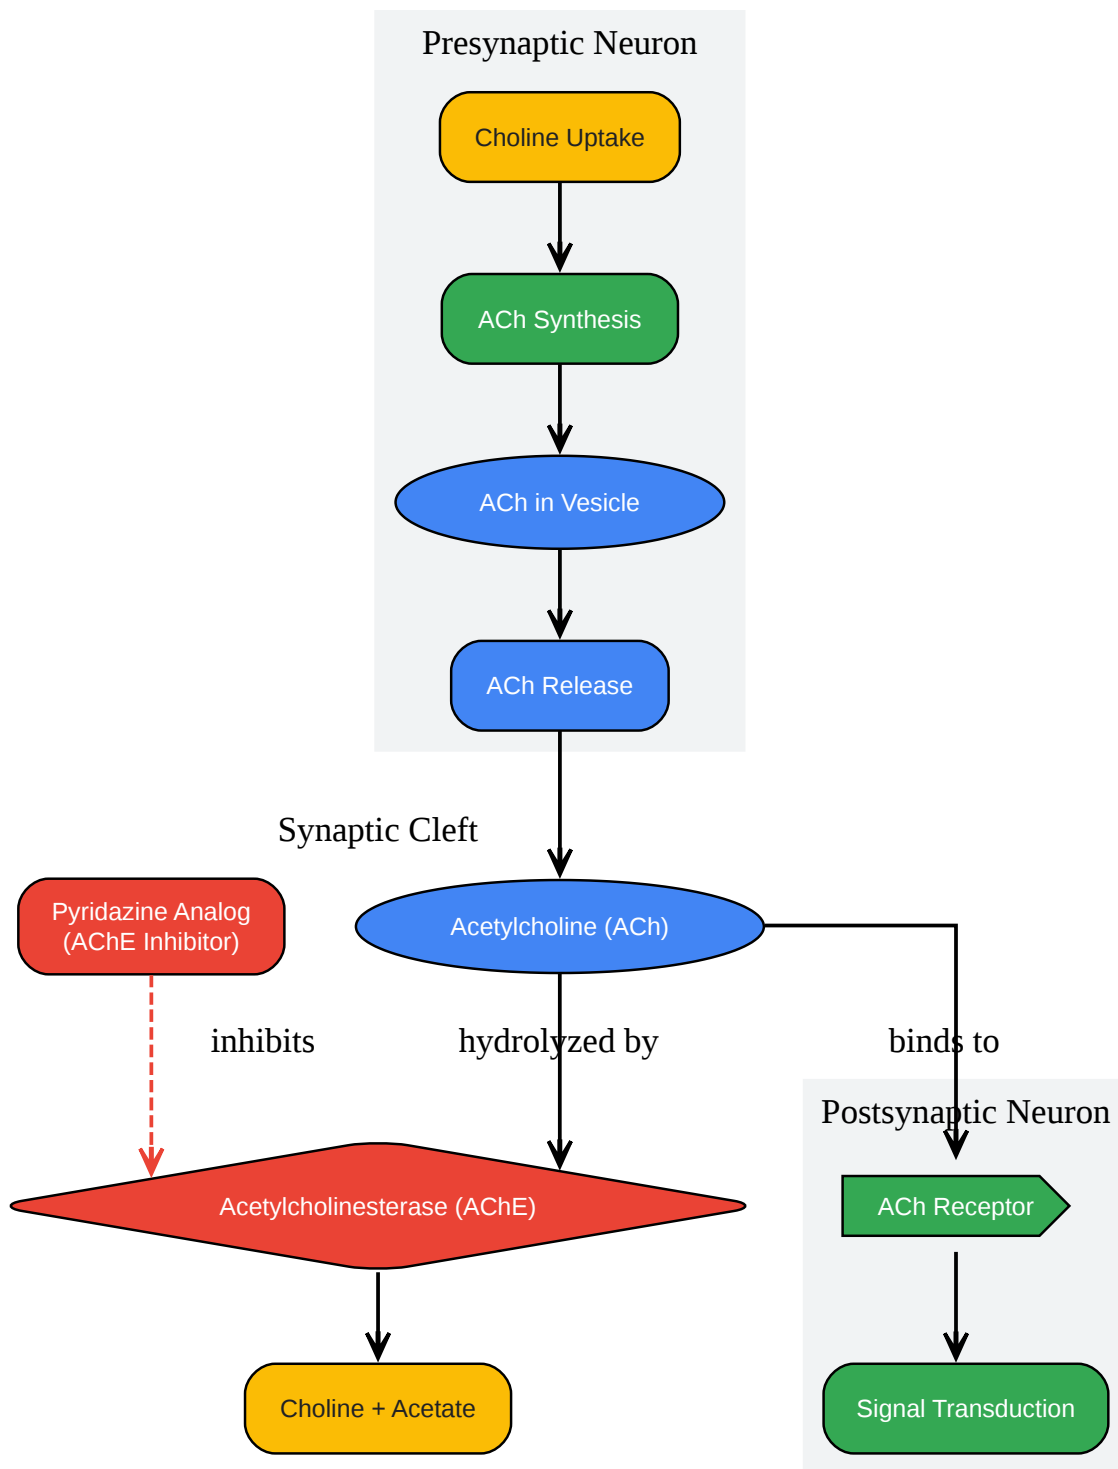 Presynaptic Neuron
Choline Uptake
ACh Synthesis
ACh in Vesicle
ACh Release
Synaptic Cleft
Pyridazine Analog
(AChE Inhibitor)
Acetylcholine (ACh)
inhibits
hydrolyzed by
binds to
Postsynaptic Neuron
Acetylcholinesterase (AChE)
ACh Receptor
Choline + Acetate
Signal Transduction